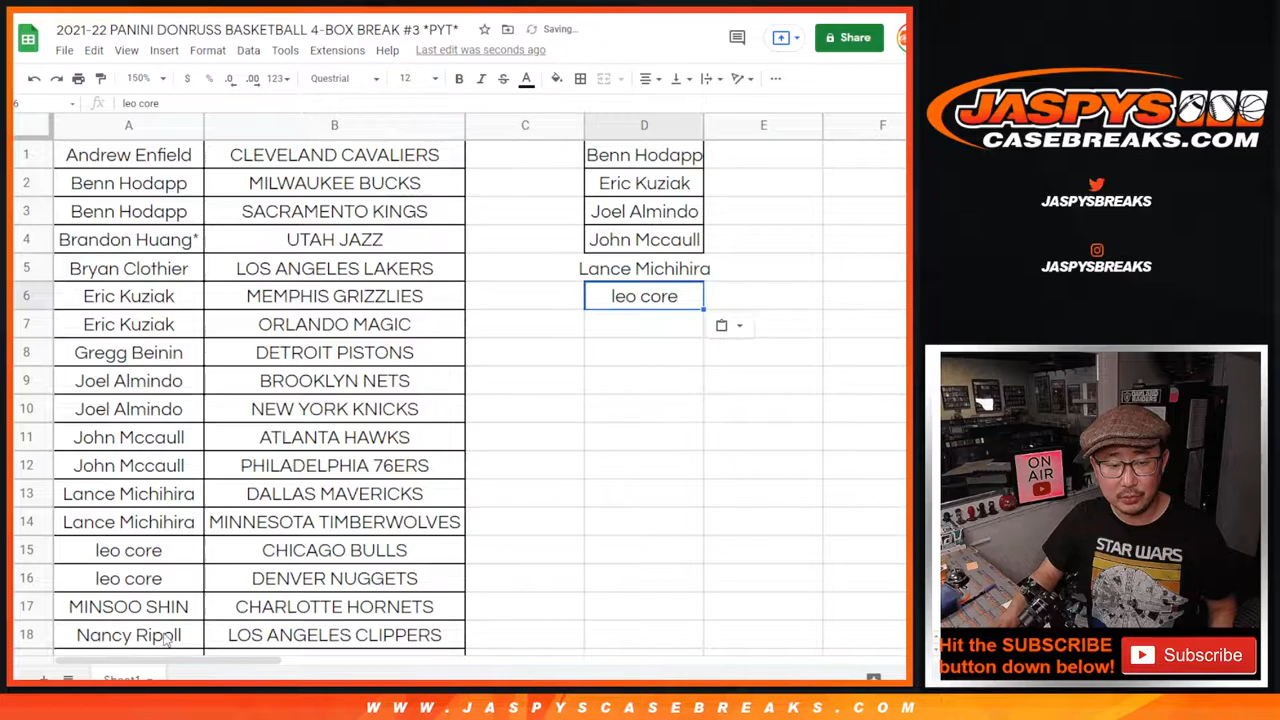 2021-22 PANINI DONRUSS BASKETBALL 4-BOX BREAK #3 *PYT* Saving...
File Edit View Insert Format Data Tools Extensions Help Last edit was seconds ago
Share
150% $ % .0 .00 123 Questrial 12 B I S A
6 fx leo core
A B C D E F
1 Andrew Enfield CLEVELAND CAVALIERS Benn Hodapp
2 Benn Hodapp MILWAUKEE BUCKS Eric Kuziak
3 Benn Hodapp SACRAMENTO KINGS Joel Almindo
4 Brandon Huang* UTAH JAZZ John Mccaull
5 Bryan Clothier LOS ANGELES LAKERS Lance Michihira
6 Eric Kuziak MEMPHIS GRIZZLIES leo core
7 Eric Kuziak ORLANDO MAGIC
8 Gregg Beinin DETROIT PISTONS
9 Joel Almindo BROOKLYN NETS
10 Joel Almindo NEW YORK KNICKS
11 John Mccaull ATLANTA HAWKS
12 John Mccaull PHILADELPHIA 76ERS
13 Lance Michihira DALLAS MAVERICKS
14 Lance Michihira MINNESOTA TIMBERWOLVES
15 leo core CHICAGO BULLS
16 leo core DENVER NUGGETS
17 MINSOO SHIN CHARLOTTE HORNETS
18 Nancy Ripoll LOS ANGELES CLIPPERS
Sheet1
JASPYS
CASEBREAKS.COM
JASPYSBREAKS
JASPYSBREAKS
OAKLAND RAIDERS
ON AIR
STAR WARS
Hit the SUBSCRIBE
button down below!
Subscribe
WWW.JASPYSCASEBREAKS.COM